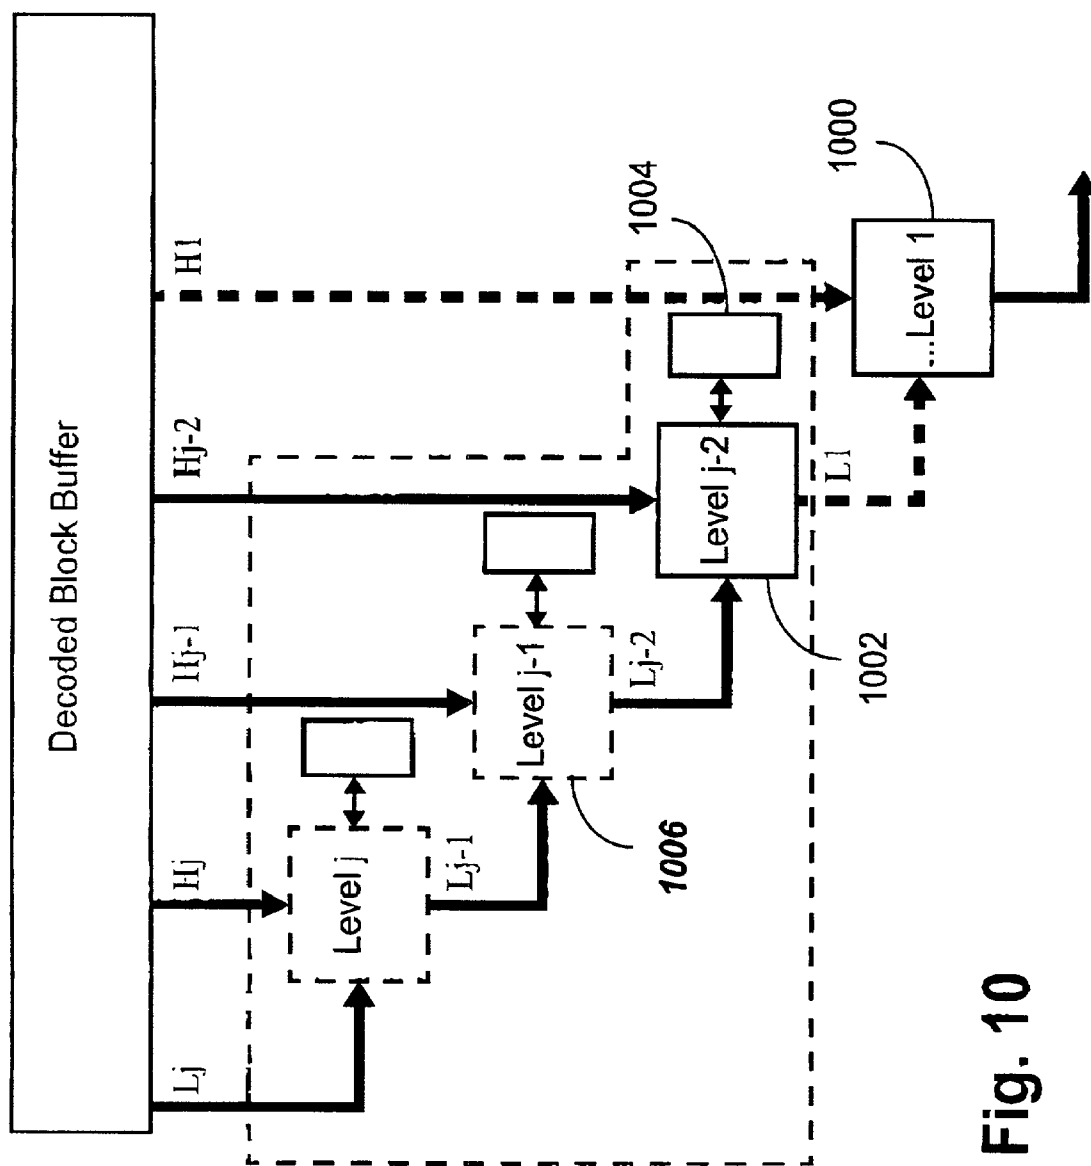 Decoded Block Buffer
Lj
Hj
Hj-1
Hj-2
H1
Level j
Lj-1
Level j-1
1006
Lj-2
Level j-2
1002
1004
L1
...Level 1
1000
Fig. 10